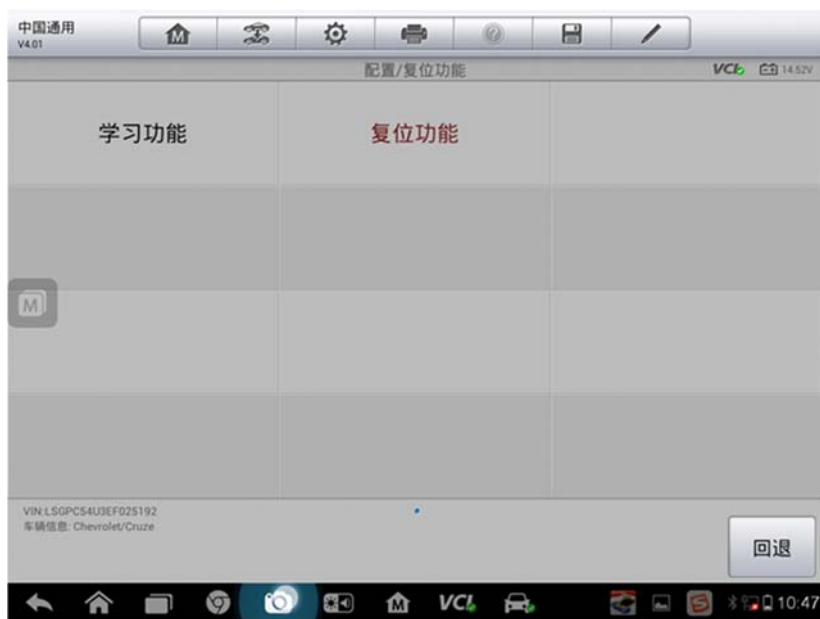 中国通用
V4.01
M
配置/复位功能
VCI 14.52V
学习功能
复位功能
M
VIN:LSGPC54U3EF025192
车辆信息: Chevrolet/Cruze
回退
M
VCI
S
10:47